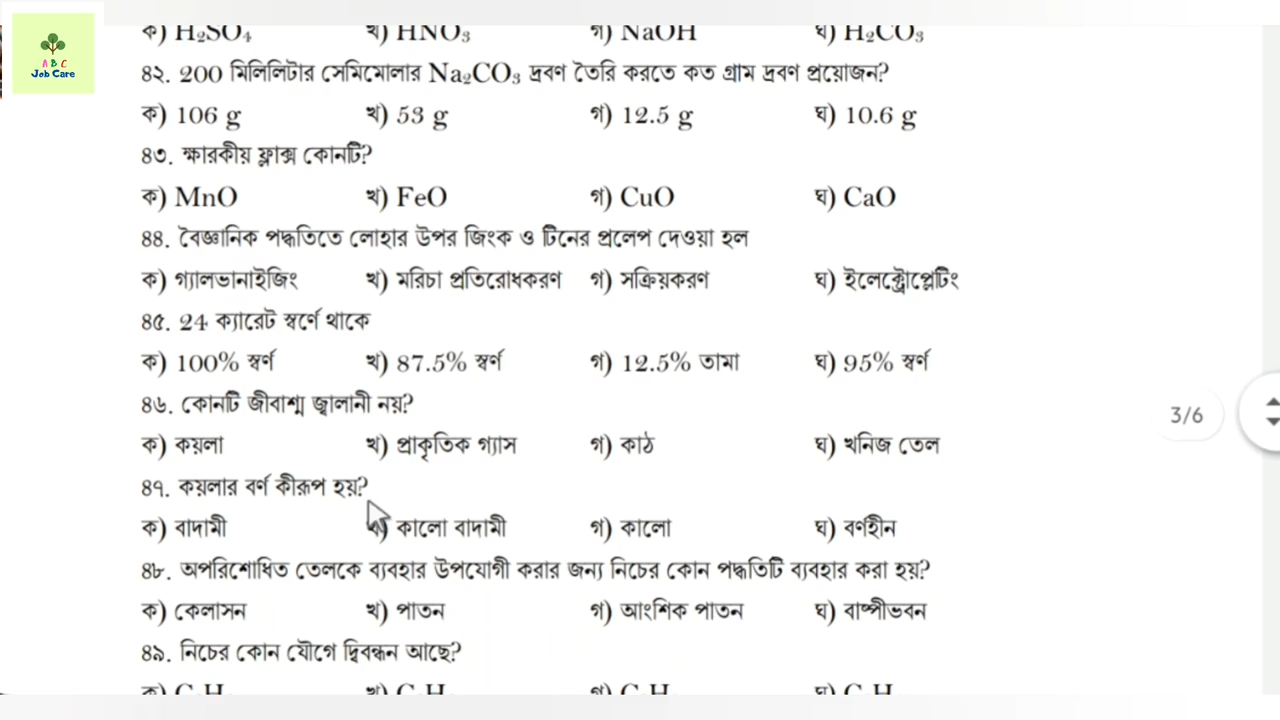 ক) H₂SO₄ খ) HNO₃ গ) NaOH ঘ) H₂CO₃
A B C
Job Care
৪২. 200 মিলিলিটার সেমিমোলার Na₂CO₃ দ্রবণ তৈরি করতে কত গ্রাম দ্রবণ প্রয়োজন?
ক) 106 g খ) 53 g গ) 12.5 g ঘ) 10.6 g
৪৩. ক্ষারকীয় ফ্লাক্স কোনটি?
ক) MnO খ) FeO গ) CuO ঘ) CaO
৪৪. বৈজ্ঞানিক পদ্ধতিতে লোহার উপর জিংক ও টিনের প্রলেপ দেওয়া হল
ক) গ্যালভানাইজিং খ) মরিচা প্রতিরোধকরণ গ) সক্রিয়করণ ঘ) ইলেক্ট্রোপ্লেটিং
৪৫. 24 ক্যারেট স্বর্ণে থাকে
ক) 100% স্বর্ণ খ) 87.5% স্বর্ণ গ) 12.5% তামা ঘ) 95% স্বর্ণ
৪৬. কোনটি জীবাশ্ম জ্বালানী নয়?
3/6
ক) কয়লা খ) প্রাকৃতিক গ্যাস গ) কাঠ ঘ) খনিজ তেল
৪৭. কয়লার বর্ণ কীরূপ হয়?
ক) বাদামী খ) কালো বাদামী গ) কালো ঘ) বর্ণহীন
৪৮. অপরিশোধিত তেলকে ব্যবহার উপযোগী করার জন্য নিচের কোন পদ্ধতিটি ব্যবহার করা হয়?
ক) কেলাসন খ) পাতন গ) আংশিক পাতন ঘ) বাষ্পীভবন
৪৯. নিচের কোন যৌগে দ্বিবন্ধন আছে?